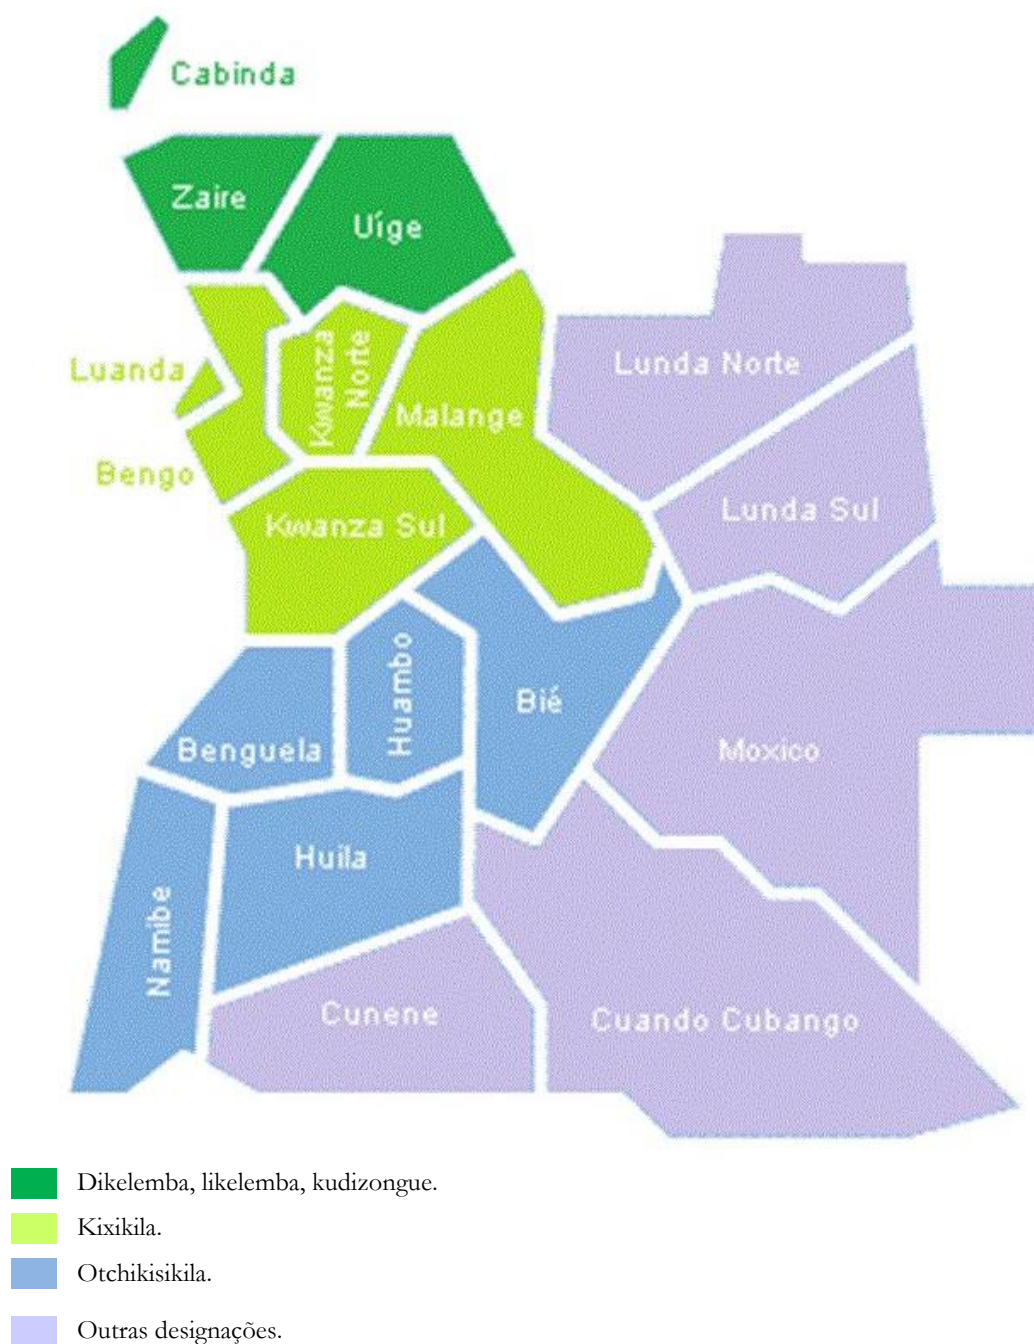 Cabinda
Zaire
Uíge
Luanda
Kwanza
Norte
Lunda Norte
Malange
Bengo
Kwanza Sul
Lunda Sul
Huambo
Bié
Benguela
Moxico
Huila
Namibe
Cunene
Cuando Cubango
Dikelemba, likelemba, kudizongue.
Kixikila.
Otchikisikila.
Outras designações.